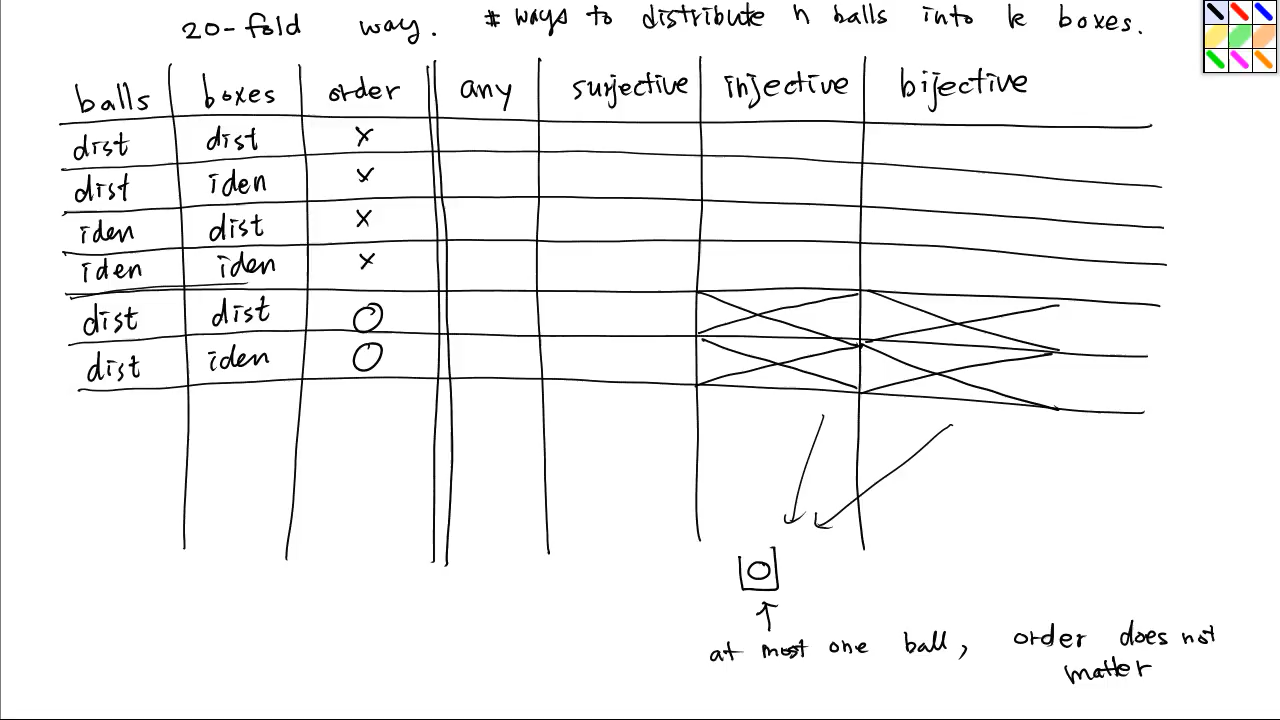 20-fold way. # ways to distribute n balls into k boxes.
balls boxes order any surjective injective bijective
dist dist x
dist iden x
iden dist x
iden iden x
dist dist O
dist iden O
at most one ball, order does not
matter